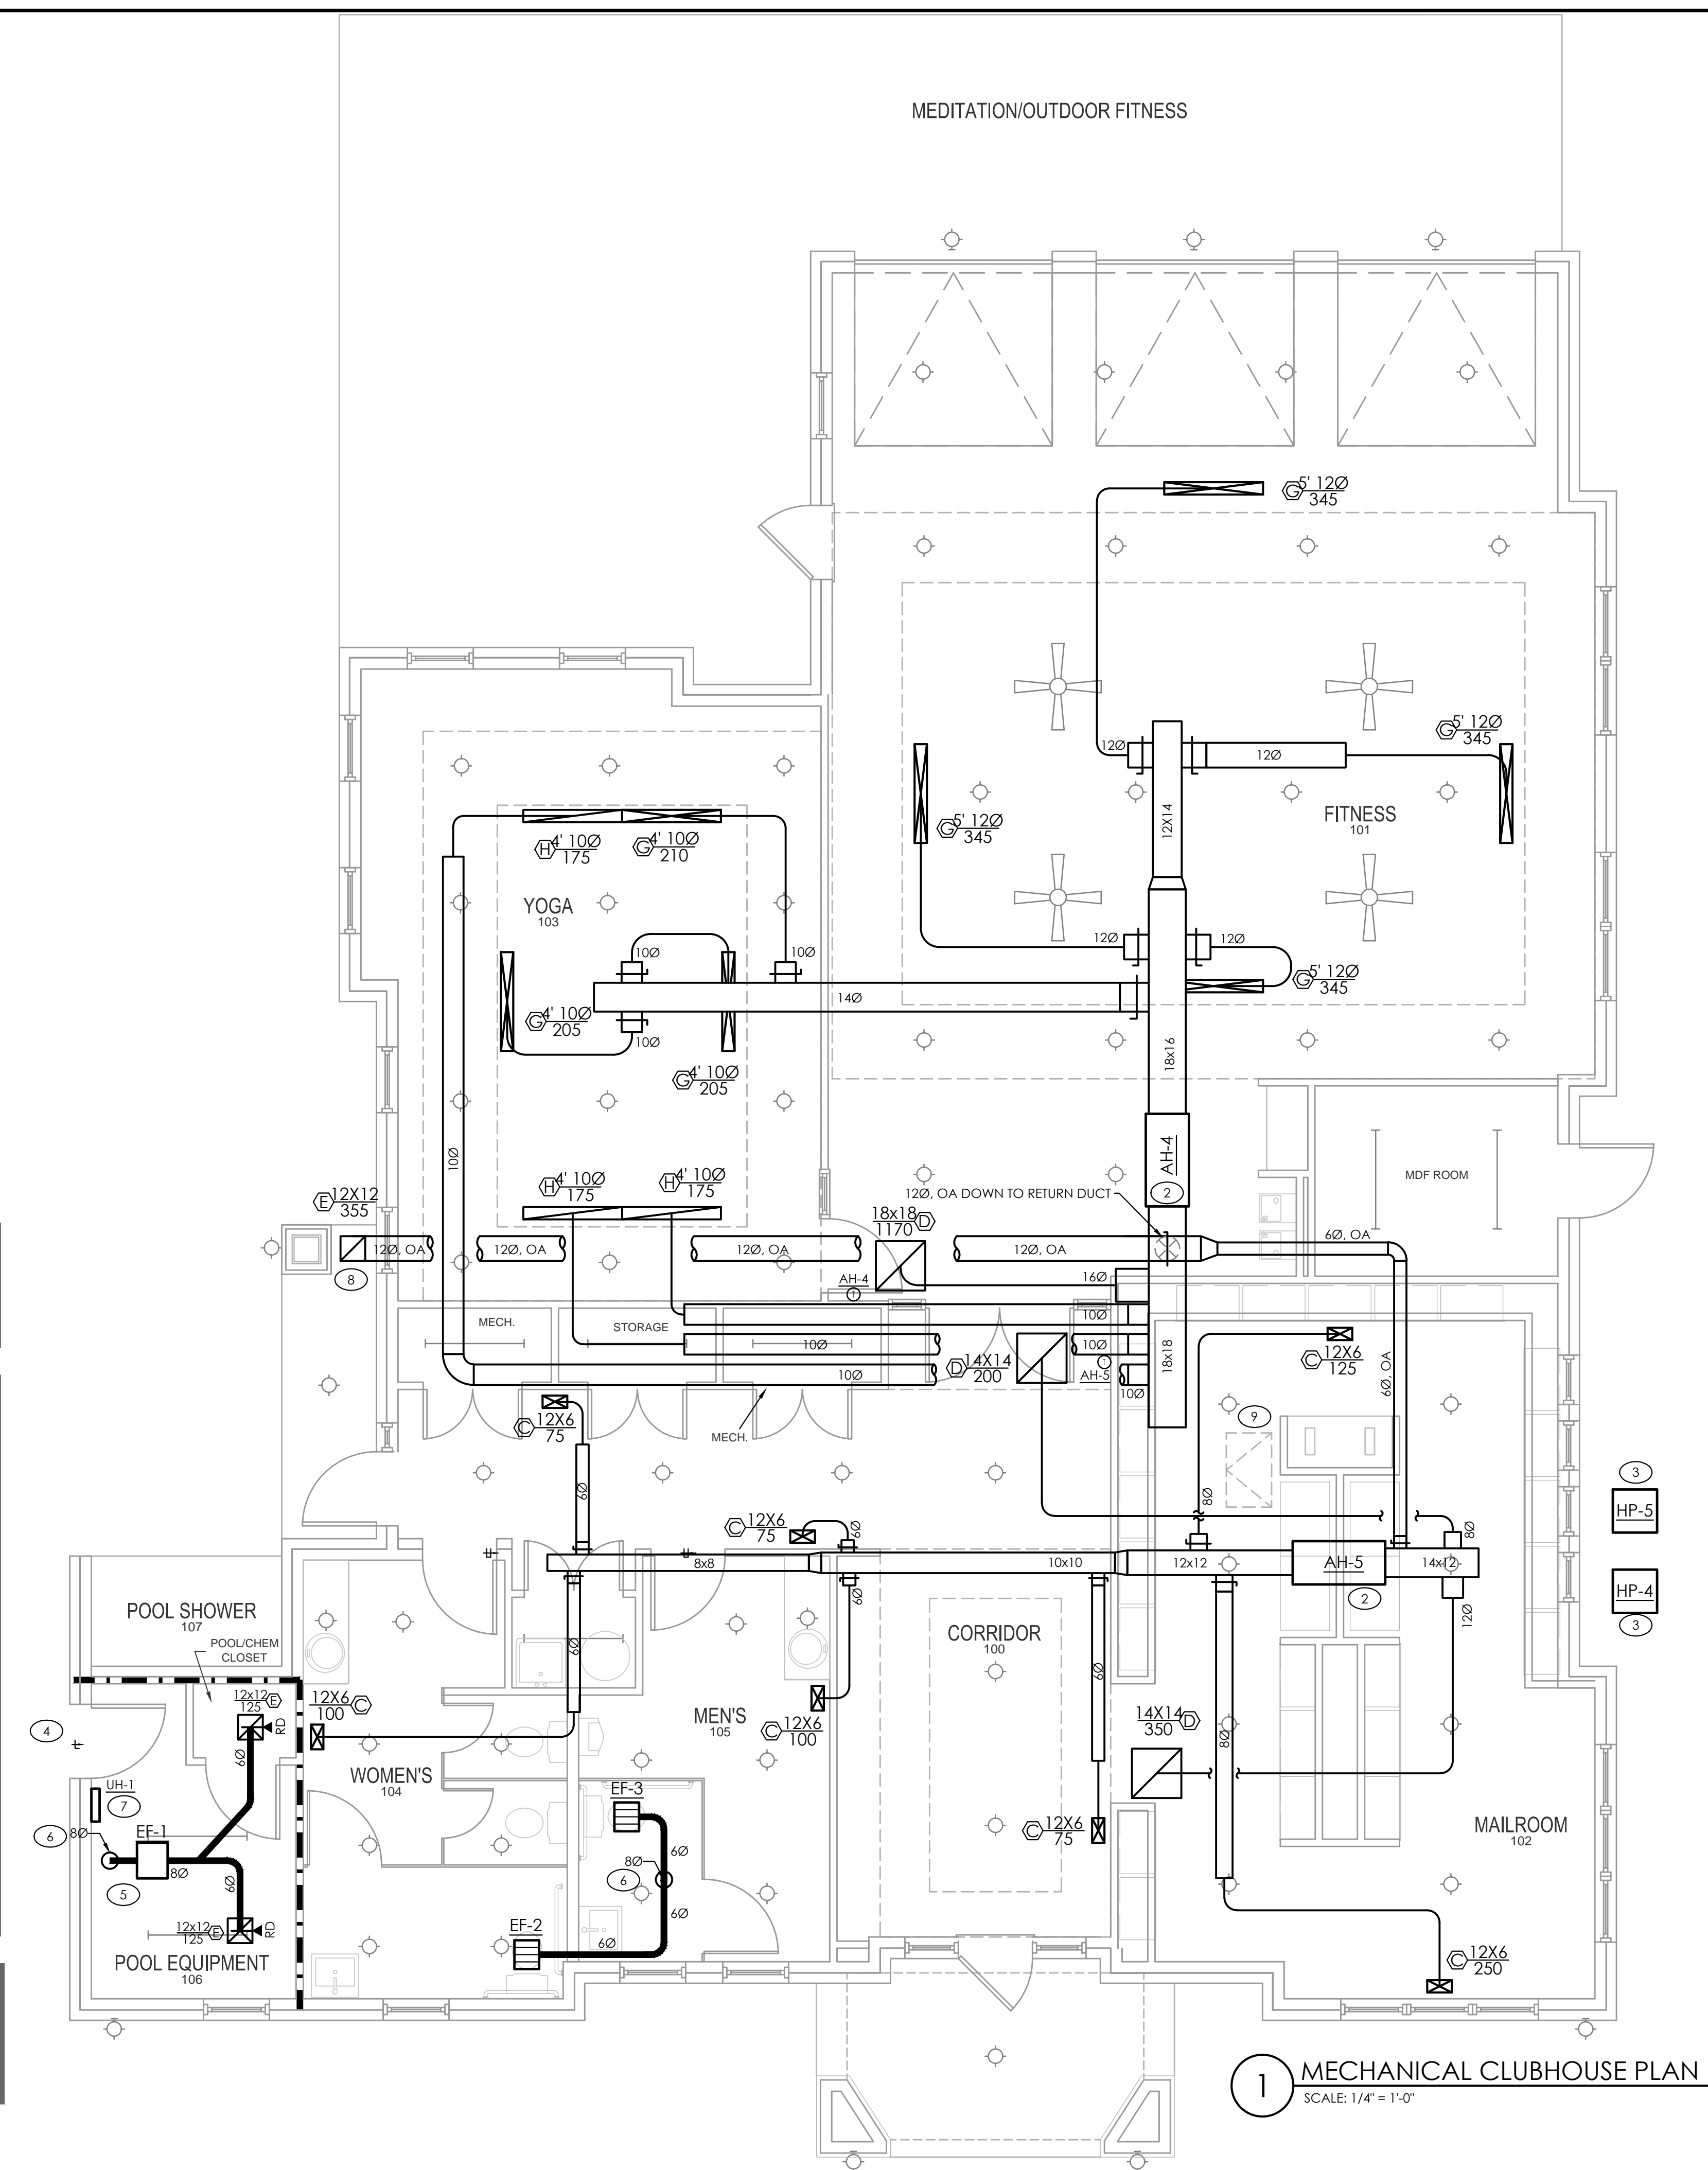 MEDITATION/OUTDOOR FITNESS
G
5' 12Ø
345
12Ø
12Ø
G
5' 12Ø
345
G
5' 12Ø
345
12X14
FITNESS
101
H
4' 10Ø
175
G
4' 10Ø
210
YOGA
103
10Ø
10Ø
12Ø
12Ø
G
5' 12Ø
345
14Ø
G
4' 10Ø
205
10Ø
G
4' 10Ø
205
18x16
10Ø
AH-4
2
MDF ROOM
H
4' 10Ø
175
H
4' 10Ø
175
E
12X12
355
12Ø, OA DOWN TO RETURN DUCT
18x18
1170
D
12Ø, OA
12Ø, OA
12Ø, OA
12Ø, OA
6Ø, OA
8
AH-4
T
16Ø
MECH.
STORAGE
10Ø
10Ø
10Ø
10Ø
10Ø
18x18
D
14X14
200
T
AH-5
C
12X6
125
6Ø, OA
C
12X6
75
MECH.
9
3
HP-5
6Ø
C
12X6
75
6Ø
8Ø
8Ø
8x8
10x10
12x12
AH-5
14x12
2
HP-4
3
6Ø
6Ø
6Ø
12Ø
POOL SHOWER
107
POOL/CHEM
CLOSET
CORRIDOR
100
12x12
125
E
RD
12X6
100
C
MEN'S
105
C
12X6
100
14X14
350
D
8Ø
4
6Ø
UH-1
7
WOMEN'S
104
EF-3
C
12X6
75
MAILROOM
102
6
8Ø
EF-1
8Ø
6Ø
5
6Ø
8Ø
6
6Ø
12x12
125
E
RD
EF-2
6Ø
POOL EQUIPMENT
106
C
12X6
250
1
MECHANICAL CLUBHOUSE PLAN
SCALE: 1/4" = 1'-0"